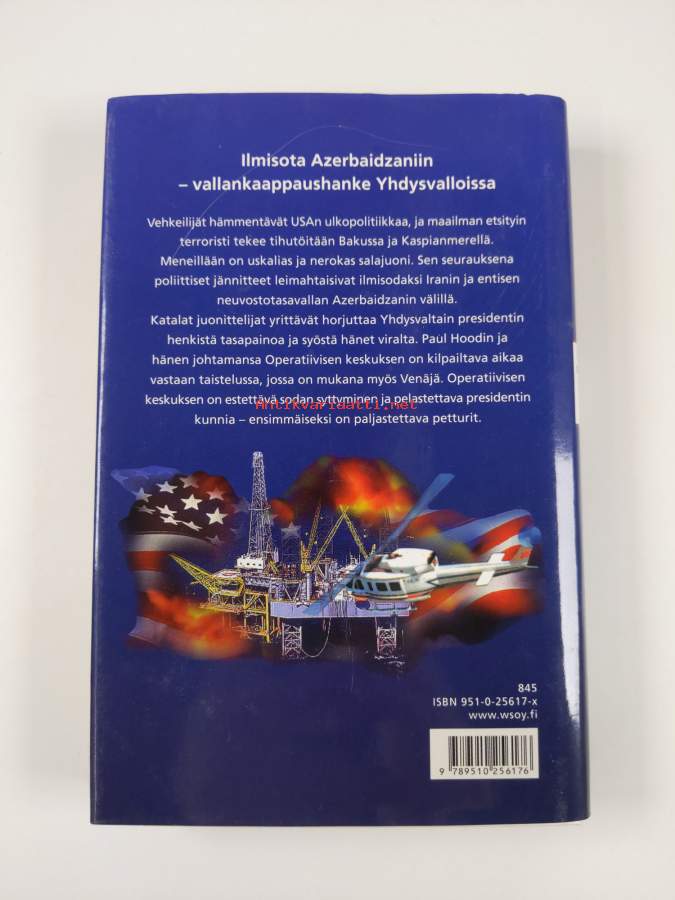 Ilmisota Azerbaidzaniin
– vallankaappaushanke Yhdysvalloissa
Vehkeilijät hämmentävät USAn ulkopolitiikkaa, ja maailman etsityin
terroristi tekee tihutöitään Bakussa ja Kaspianmerellä.
Meneillään on uskalias ja nerokas salajuoni. Sen seurauksena
poliittiset jännitteet leimahtaisivat ilmisodaksi Iranin ja entisen
neuvostotasavallan Azerbaidzanin välillä.
Katalat juonittelijat yrittävät horjuttaa Yhdysvaltain presidentin
henkistä tasapainoa ja syöstä hänet viralta. Paul Hoodin ja
hänen johtamansa Operatiivisen keskuksen on kilpailtava aikaa
vastaan taistelussa, jossa on mukana myös Venäjä. Operatiivisen
keskuksen on estettävä sodan syttyminen ja pelastettava presidentin
Antikvariaatti.net
kunnia – ensimmäiseksi on paljastettava petturit.
845
ISBN 951-0-25617-x
www.wsoy.fi
9 789510 256176